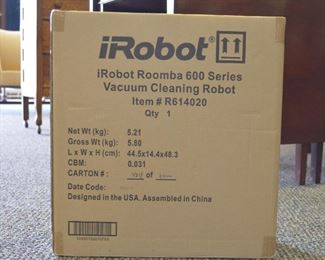 iRobot®
iRobot Roomba 600 Series
Vacuum Cleaning Robot
Item # R614020
Qty 1
Net Wt (kg): 5.21
Gross Wt (kg): 5.80
L x W x H (cm): 44.5x14.4x48.3
CBM: 0.031
CARTON #: of
Date Code:
Designed in the USA. Assembled in China